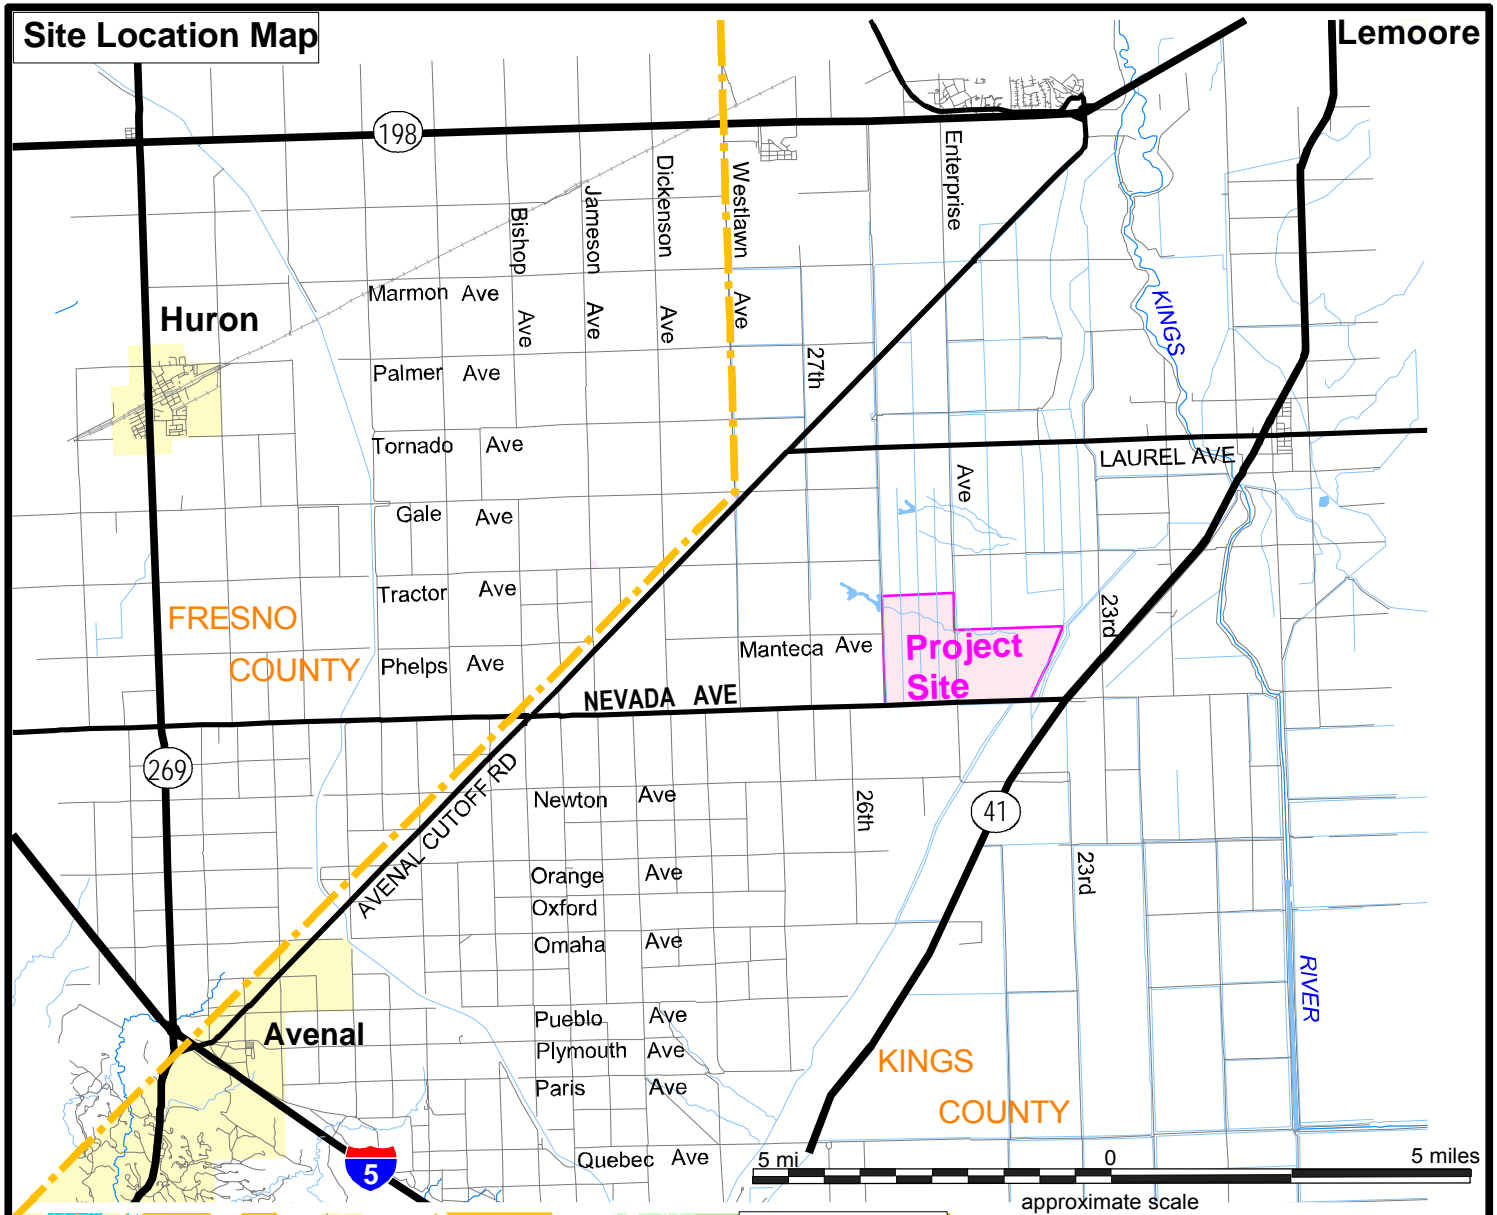 Site Location Map
Lemoore
198
Enterprise
Ave
Dickenson
Ave
Westlawn
Ave
Jameson
Ave
Bishop
Ave
KINGS
Marmon Ave
Huron
27th
Palmer Ave
Tornado Ave
LAUREL AVE
Gale Ave
Tractor Ave
23rd
FRESNO
COUNTY
Manteca Ave
Project
Site
Phelps Ave
NEVADA AVE
269
AVENAL CUTOFF RD
Newton Ave
26th
41
Orange Ave
23rd
Oxford
Omaha Ave
RIVER
Pueblo Ave
Avenal
Plymouth Ave
KINGS
COUNTY
Paris Ave
Quebec Ave
5
5 mi 0 5 miles
approximate scale